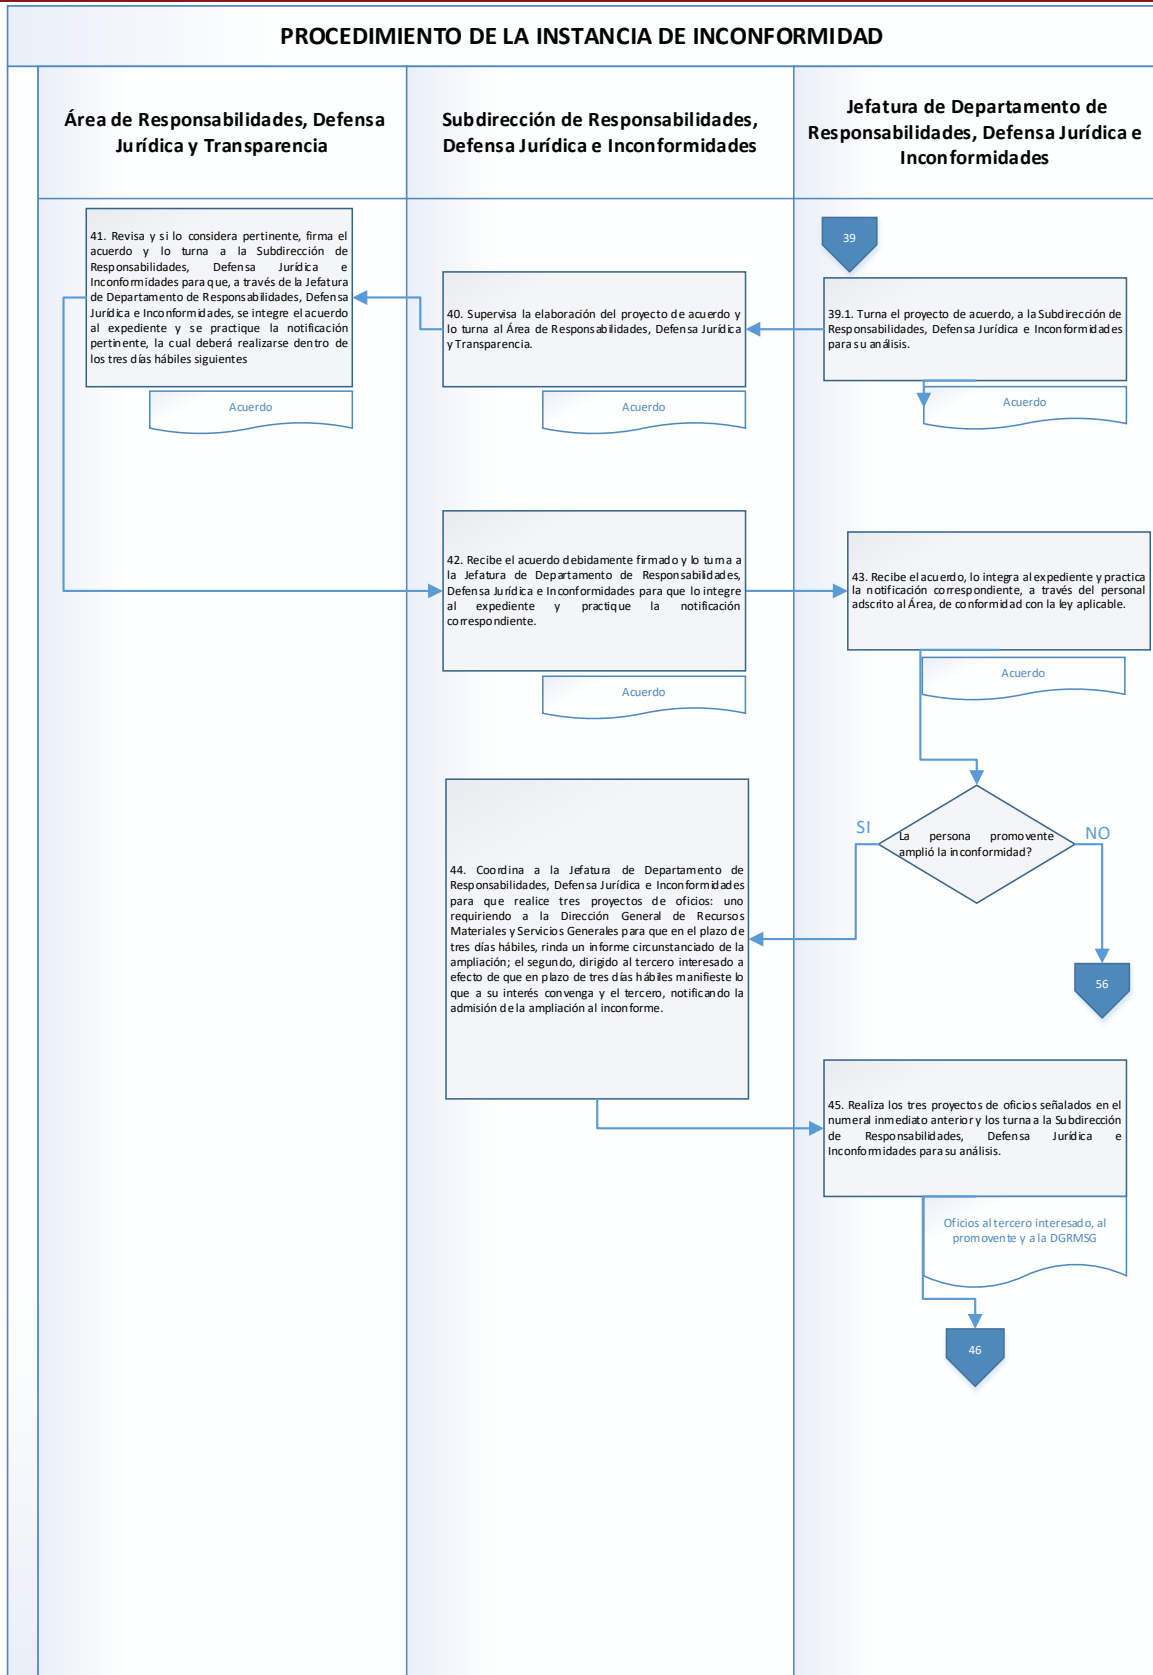 PROCEDIMIENTO DE LA INSTANCIA DE INCONFORMIDAD
Área de Responsabilidades, Defensa
Jurídica y Transparencia
Subdirección de Responsabilidades,
Defensa Jurídica e Inconformidades
Jefatura de Departamento de
Responsabilidades, Defensa Jurídica e
Inconformidades
39
39.1. Turna el proyecto de acuerdo, a la Subdirección de
Responsabilidades, Defensa Jurídica e Inconformidades
para su análisis.
Acuerdo
40. Supervisa la elaboración del proyecto de acuerdo y
lo turna al Área de Responsabilidades, Defensa Jurídica
y Transparencia.
Acuerdo
41. Revisa y si lo considera pertinente, firma el
acuerdo y lo turna a la Subdirección de
Responsabilidades, Defensa Jurídica e
Inconformidades para que, a través de la Jefatura
de Departamento de Responsabilidades, Defensa
Jurídica e Inconformidades, se integre el acuerdo
al expediente y se practique la notificación
pertinente, la cual deberá realizarse dentro de
los tres días hábiles siguientes
Acuerdo
42. Recibe el acuerdo debidamente firmado y lo turna a
la Jefatura de Departamento de Responsabilidades,
Defensa Jurídica e Inconformidades para que lo integre
al expediente y practique la notificación
correspondiente.
Acuerdo
43. Recibe el acuerdo, lo integra al expediente y practica
la notificación correspondiente, a través del personal
adscrito al Área, de conformidad con la ley aplicable.
Acuerdo
La persona promovente
amplió la inconformidad?
SI
NO
56
44. Coordina a la Jefatura de Departamento de
Responsabilidades, Defensa Jurídica e Inconformidades
para que realice tres proyectos de oficios: uno
requiriendo a la Dirección General de Recursos
Materiales y Servicios Generales para que en el plazo de
tres días hábiles, rinda un informe circunstanciado de la
ampliación; el segundo, dirigido al tercero interesado a
efecto de que en plazo de tres días hábiles manifieste lo
que a su interés convenga y el tercero, notificando la
admisión de la ampliación al inconforme.
45. Realiza los tres proyectos de oficios señalados en el
numeral inmediato anterior y los turna a la Subdirección
de Responsabilidades, Defensa Jurídica e
Inconformidades para su análisis.
Oficios al tercero interesado, al
promovente y a la DGRMSG
46